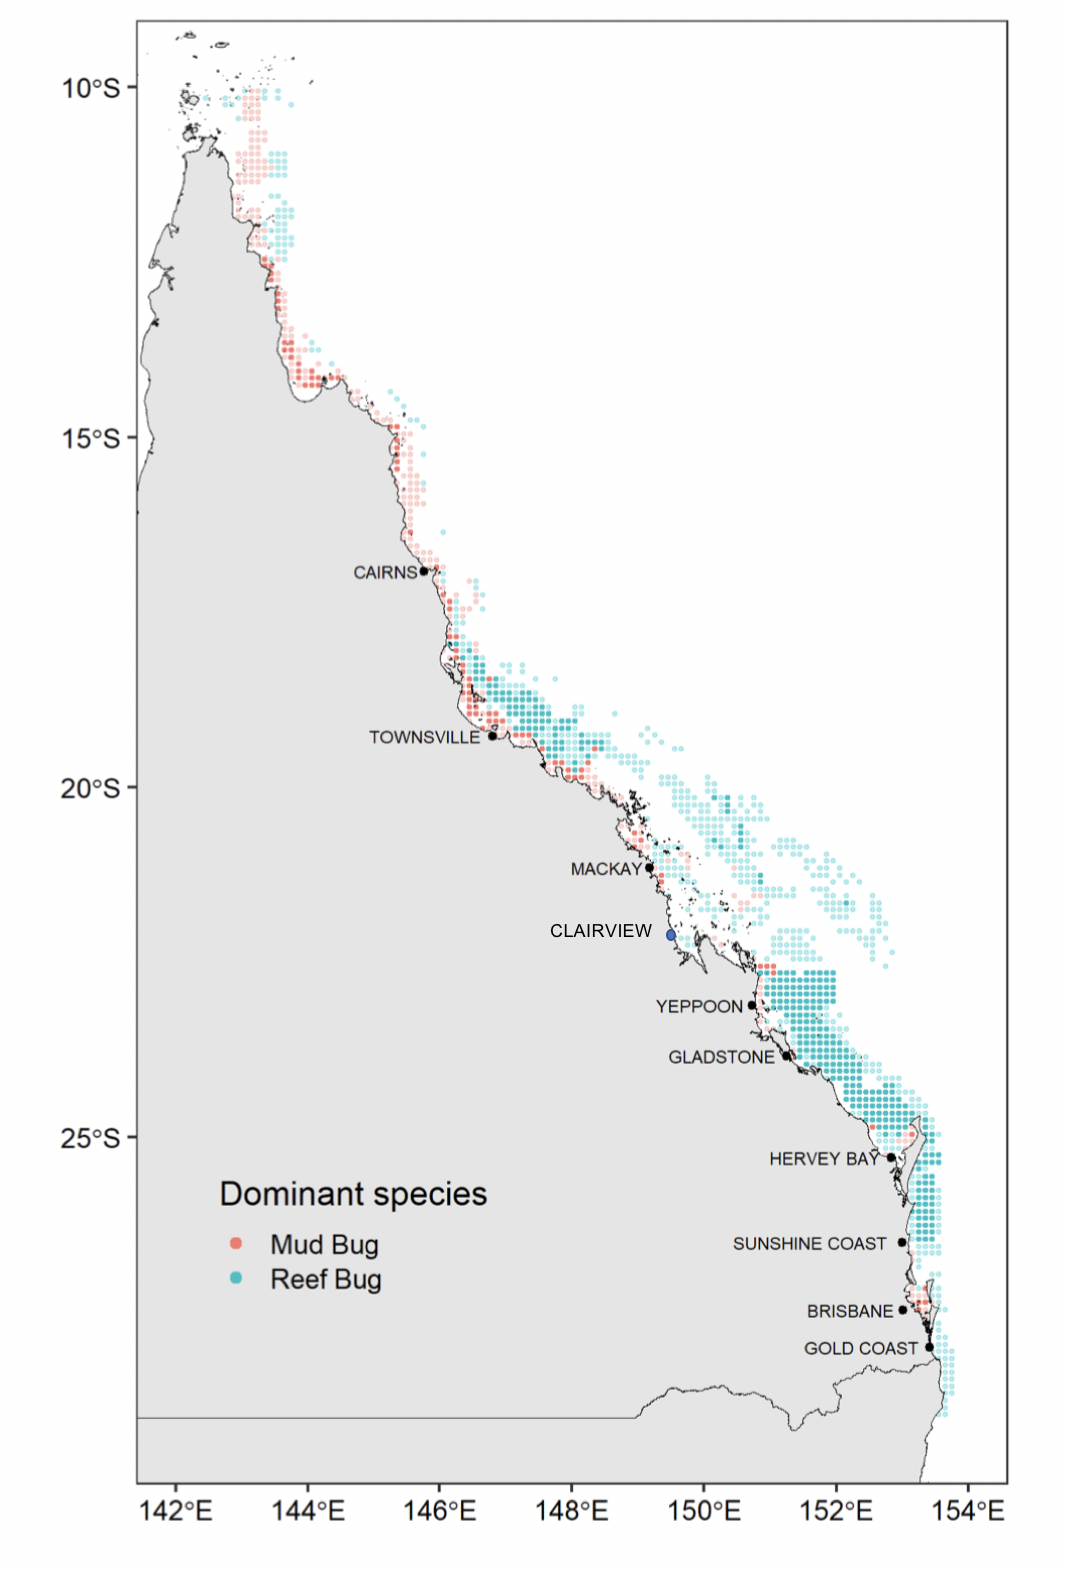 10°S
15°S
CAIRNS
TOWNSVILLE
20°S
MACKAY
CLAIRVIEW
YEPPOON
GLADSTONE
25°S
HERVEY BAY
Dominant species
Mud Bug
SUNSHINE COAST
Reef Bug
BRISBANE
GOLD COAST
142°E 144°E 146°E 148°E 150°E 152°E 154°E